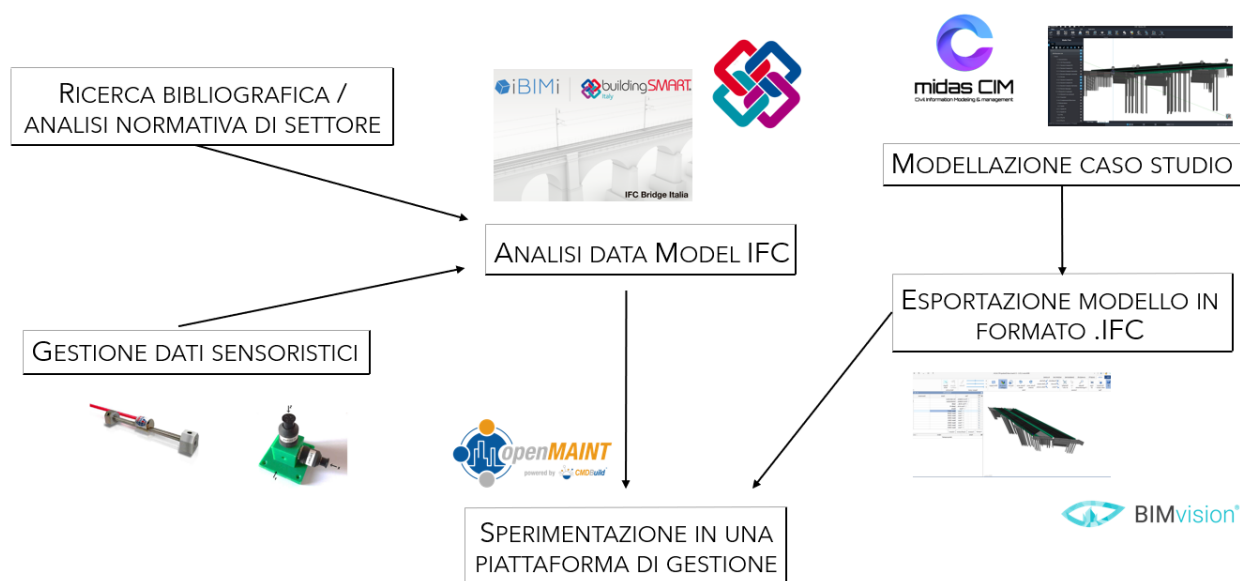 RICERCA BIBLIOGRAFICA /
ANALISI NORMATIVA DI SETTORE
iBIMi
buildingSMART
Italy
IFC Bridge Italia
midas CIM
Civil Information Modeling & management
MODELLAZIONE CASO STUDIO
ANALISI DATA MODEL IFC
ESPORTAZIONE MODELLO IN
FORMATO .IFC
GESTIONE DATI SENSORISTICI
openMAINT
powered by CMDBuild
BIMvision®
SPERIMENTAZIONE IN UNA
PIATTAFORMA DI GESTIONE